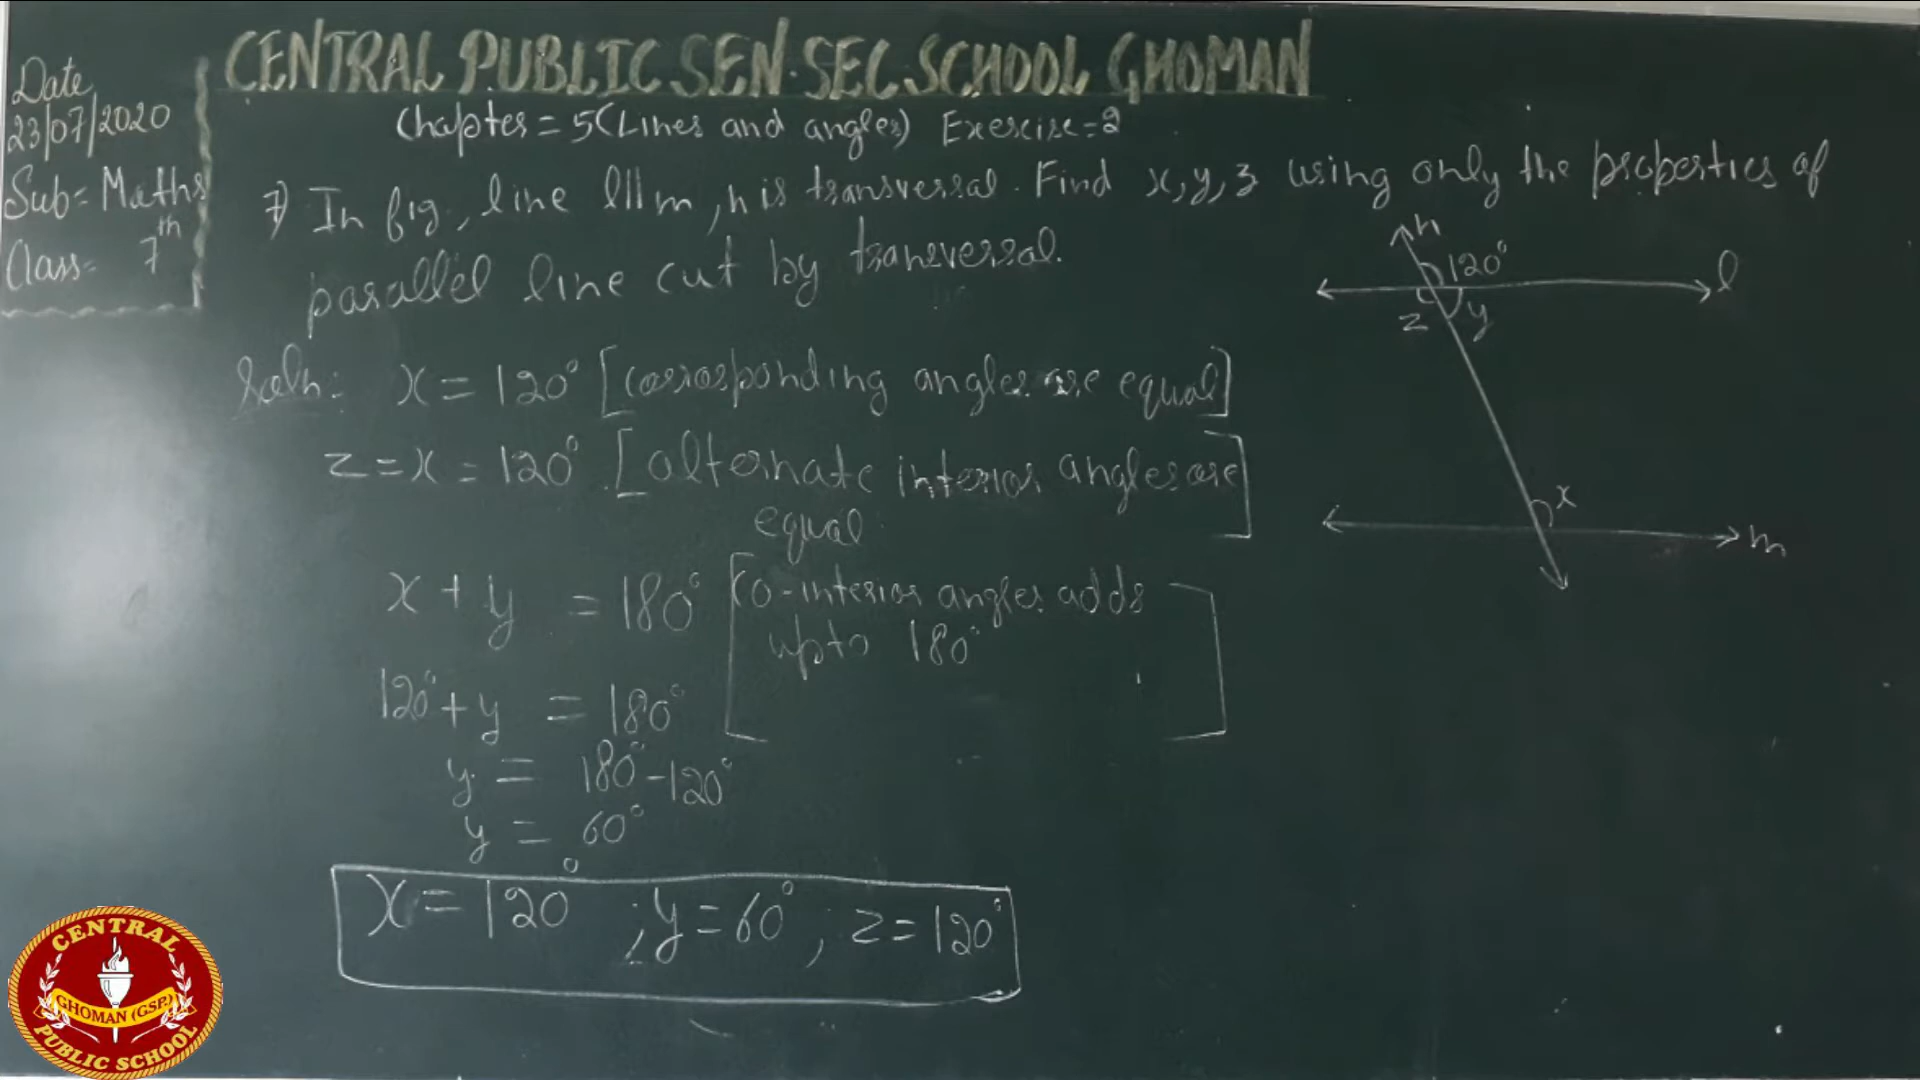 CENTRAL PUBLIC SEN. SEC. SCHOOL GHOMAN
Date
23/07/2020
Sub = Maths
Class = 7th
Chapter = 5 (Lines and angles) Exercise = 2
7) In fig., line l||m, n is transversal. Find x, y, z using only the properties of
parallel line cut by transversal.
Soln: x = 120° [corrosponding angles are equal]
z = x = 120° [alternate interior angles are
equal]
x + y = 180° [Co-interior angles adds
upto 180°]
120° + y = 180°
y = 180° - 120°
y = 60°
x = 120° ; y = 60° , z = 120°
n
120°
l
z y
x
m
CENTRAL
GHOMAN (GSP.)
PUBLIC SCHOOL